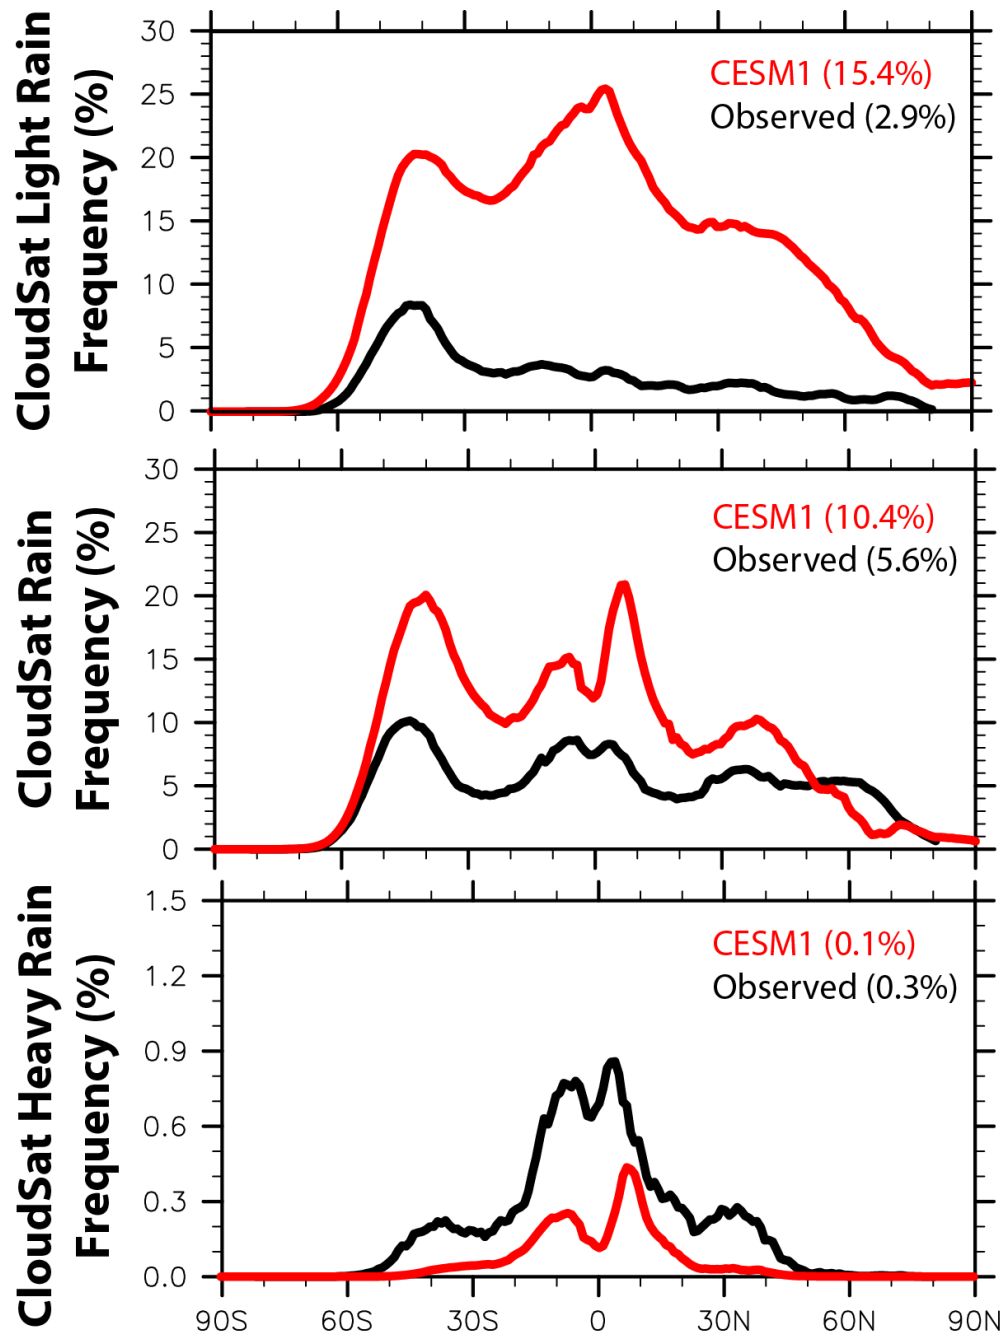 CloudSat Light Rain
Frequency (%)
30
25
20
15
10
5
0
CESM1 (15.4%)
Observed (2.9%)
CloudSat Rain
Frequency (%)
30
25
20
15
10
5
0
CESM1 (10.4%)
Observed (5.6%)
CloudSat Heavy Rain
Frequency (%)
1.5
1.2
0.9
0.6
0.3
0.0
CESM1 (0.1%)
Observed (0.3%)
90S 60S 30S 0 30N 60N 90N